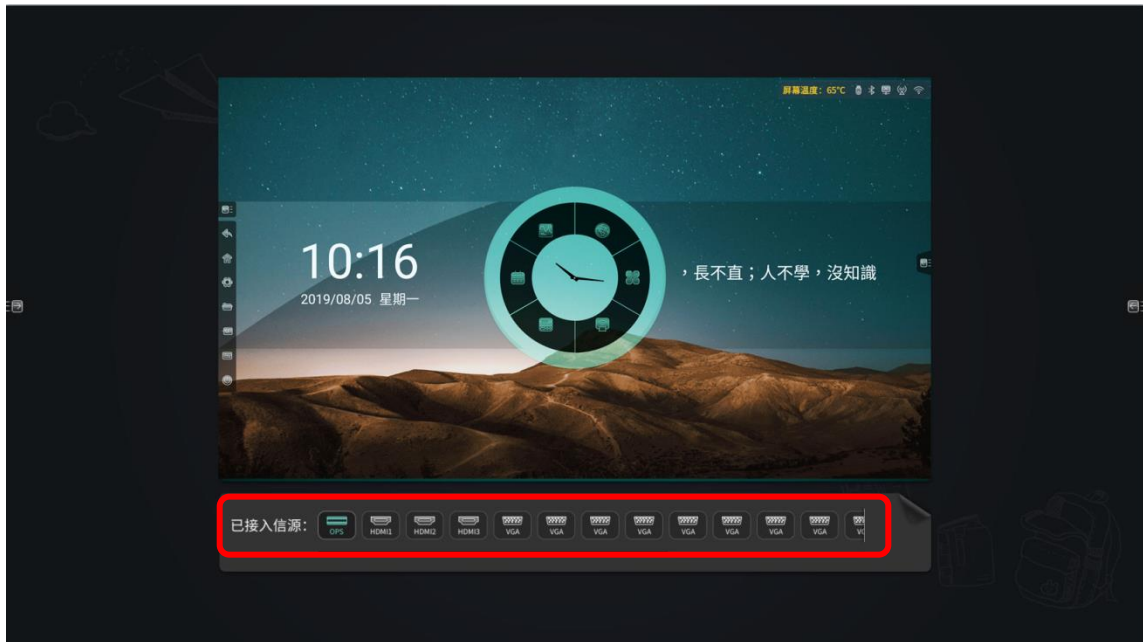 屏幕温度：65℃
10:16
2019/08/05 星期一
，長不直；人不學，沒知識
已接入信源：
OPS HDMI1 HDMI2 HDMI3 VGA VGA VGA VGA VGA VGA VGA VGA